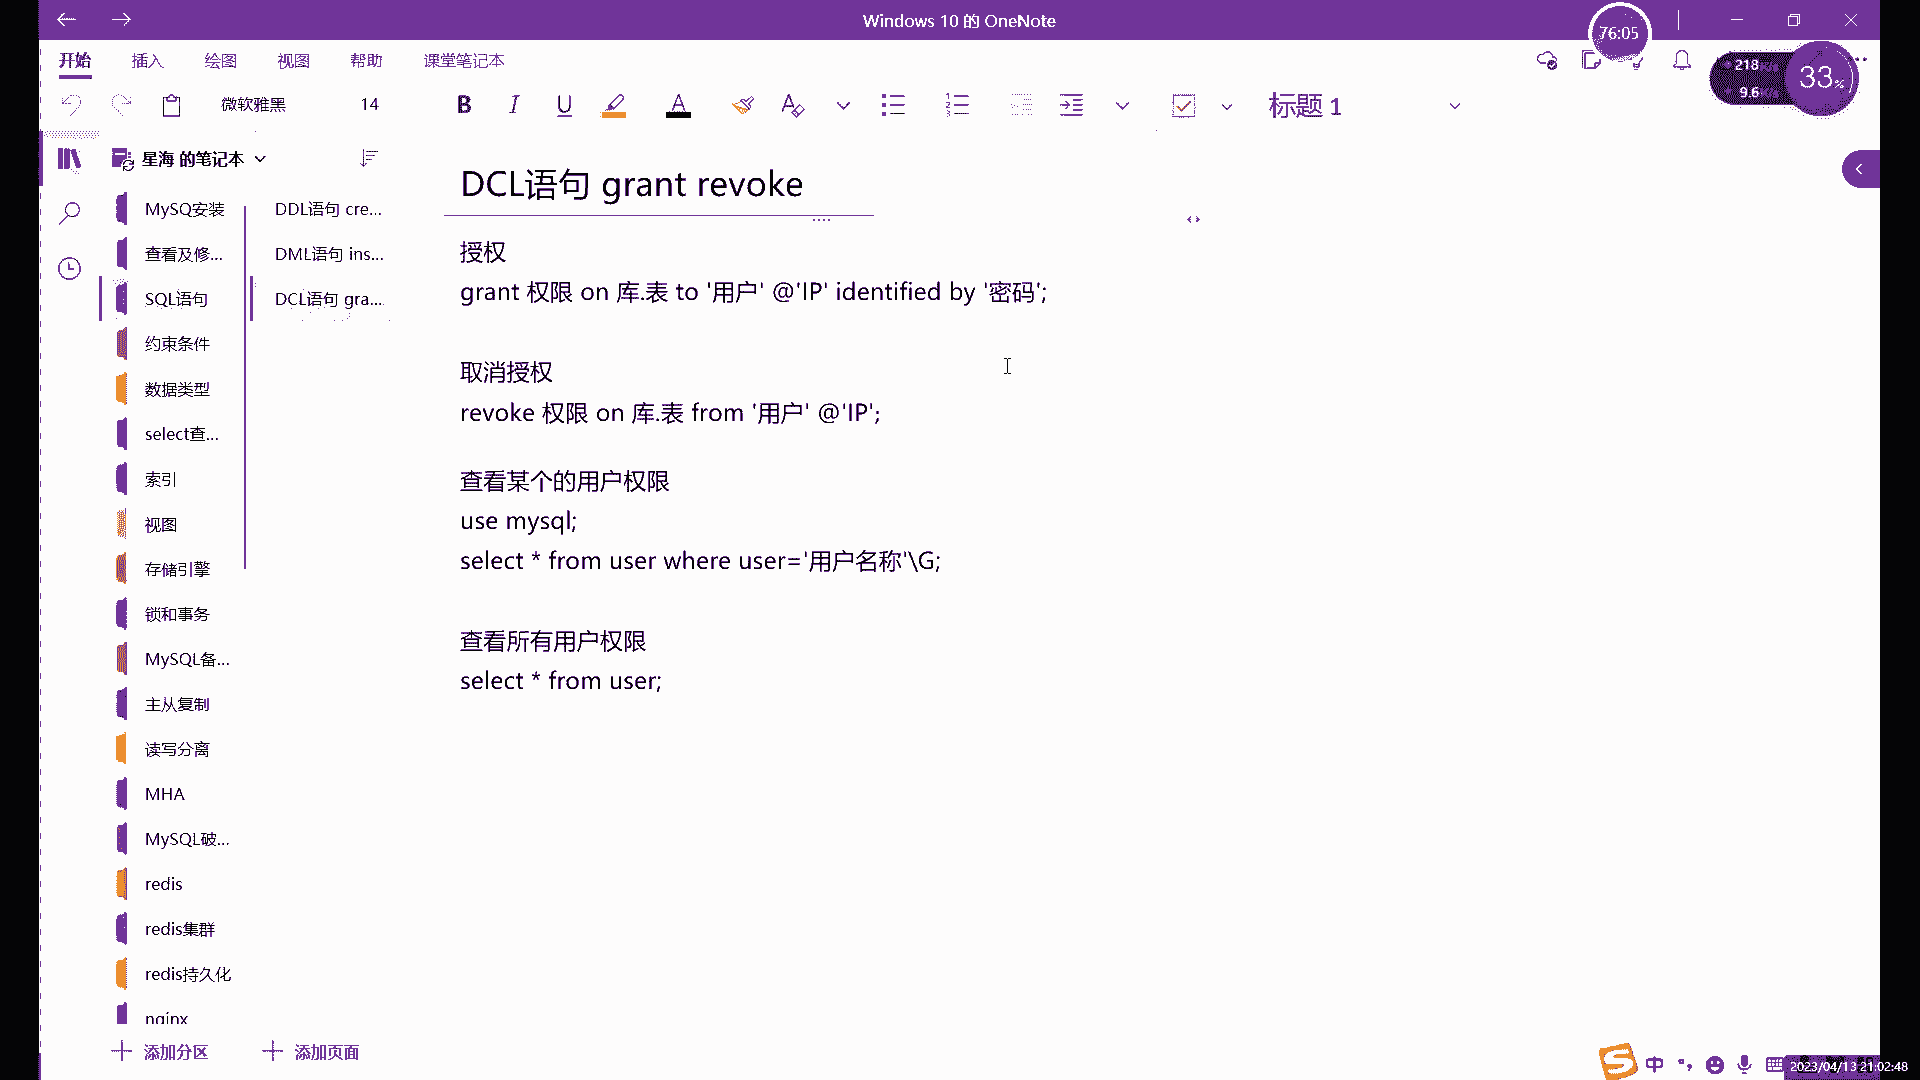 Windows 10 的 OneNote
76:05
开始 插入 绘图 视图 帮助 课堂笔记本
218
9.6
33%
微软雅黑 14 B I U A 标题 1
星海 的笔记本
MySQ安装
查看及修...
SQL语句
约束条件
数据类型
select查...
索引
视图
存储引擎
锁和事务
MySQL备...
主从复制
读写分离
MHA
MySQL破...
redis
redis集群
redis持久化
nginx
添加分区
DDL语句 cre...
DML语句 ins...
DCL语句 gra...
添加页面
DCL语句 grant revoke
授权
grant 权限 on 库.表 to '用户' @'IP' identified by '密码';
取消授权
revoke 权限 on 库.表 from '用户' @'IP';
查看某个的用户权限
use mysql;
select * from user where user='用户名称'\G;
查看所有用户权限
select * from user;
中
2023/04/13 21:02:48